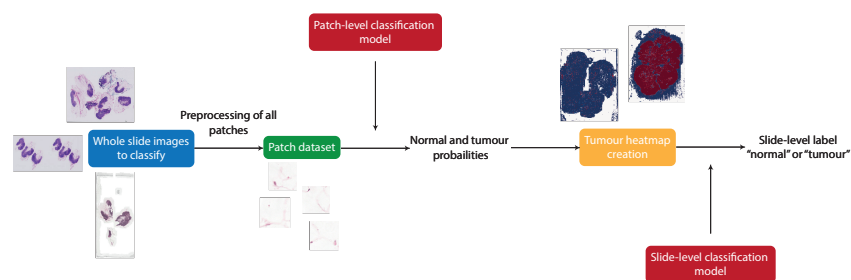 Patch-level classification
model
Preprocessing of all
patches
Whole slide images
to classify
Patch dataset
Normal and tumour
probailities
Tumour heatmap
creation
Slide-level label
"normal" or "tumour"
Slide-level classification
model